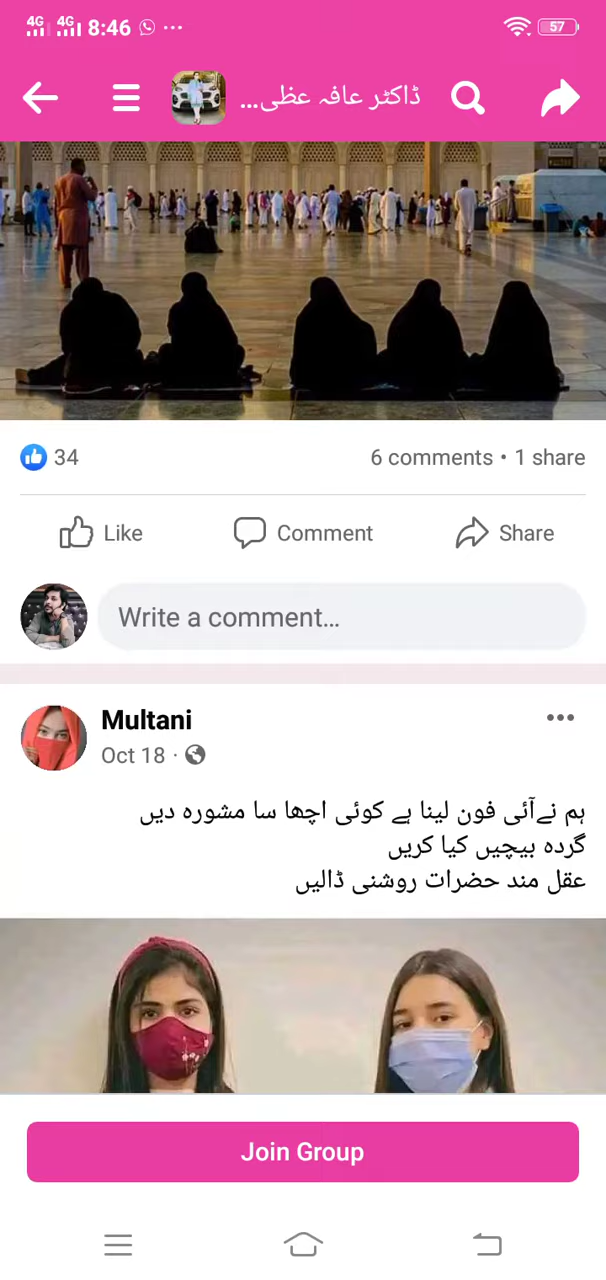 4G 4G 8:46 ... 57
ڈاکٹر عافہ عظی...
34 6 comments • 1 share
Like Comment Share
Write a comment...
Multani
Oct 18 ·
ہم نےآئی فون لینا ہے کوئی اچھا سا مشورہ دیں
گردہ بیچیں کیا کریں
عقل مند حضرات روشنی ڈالیں
Join Group